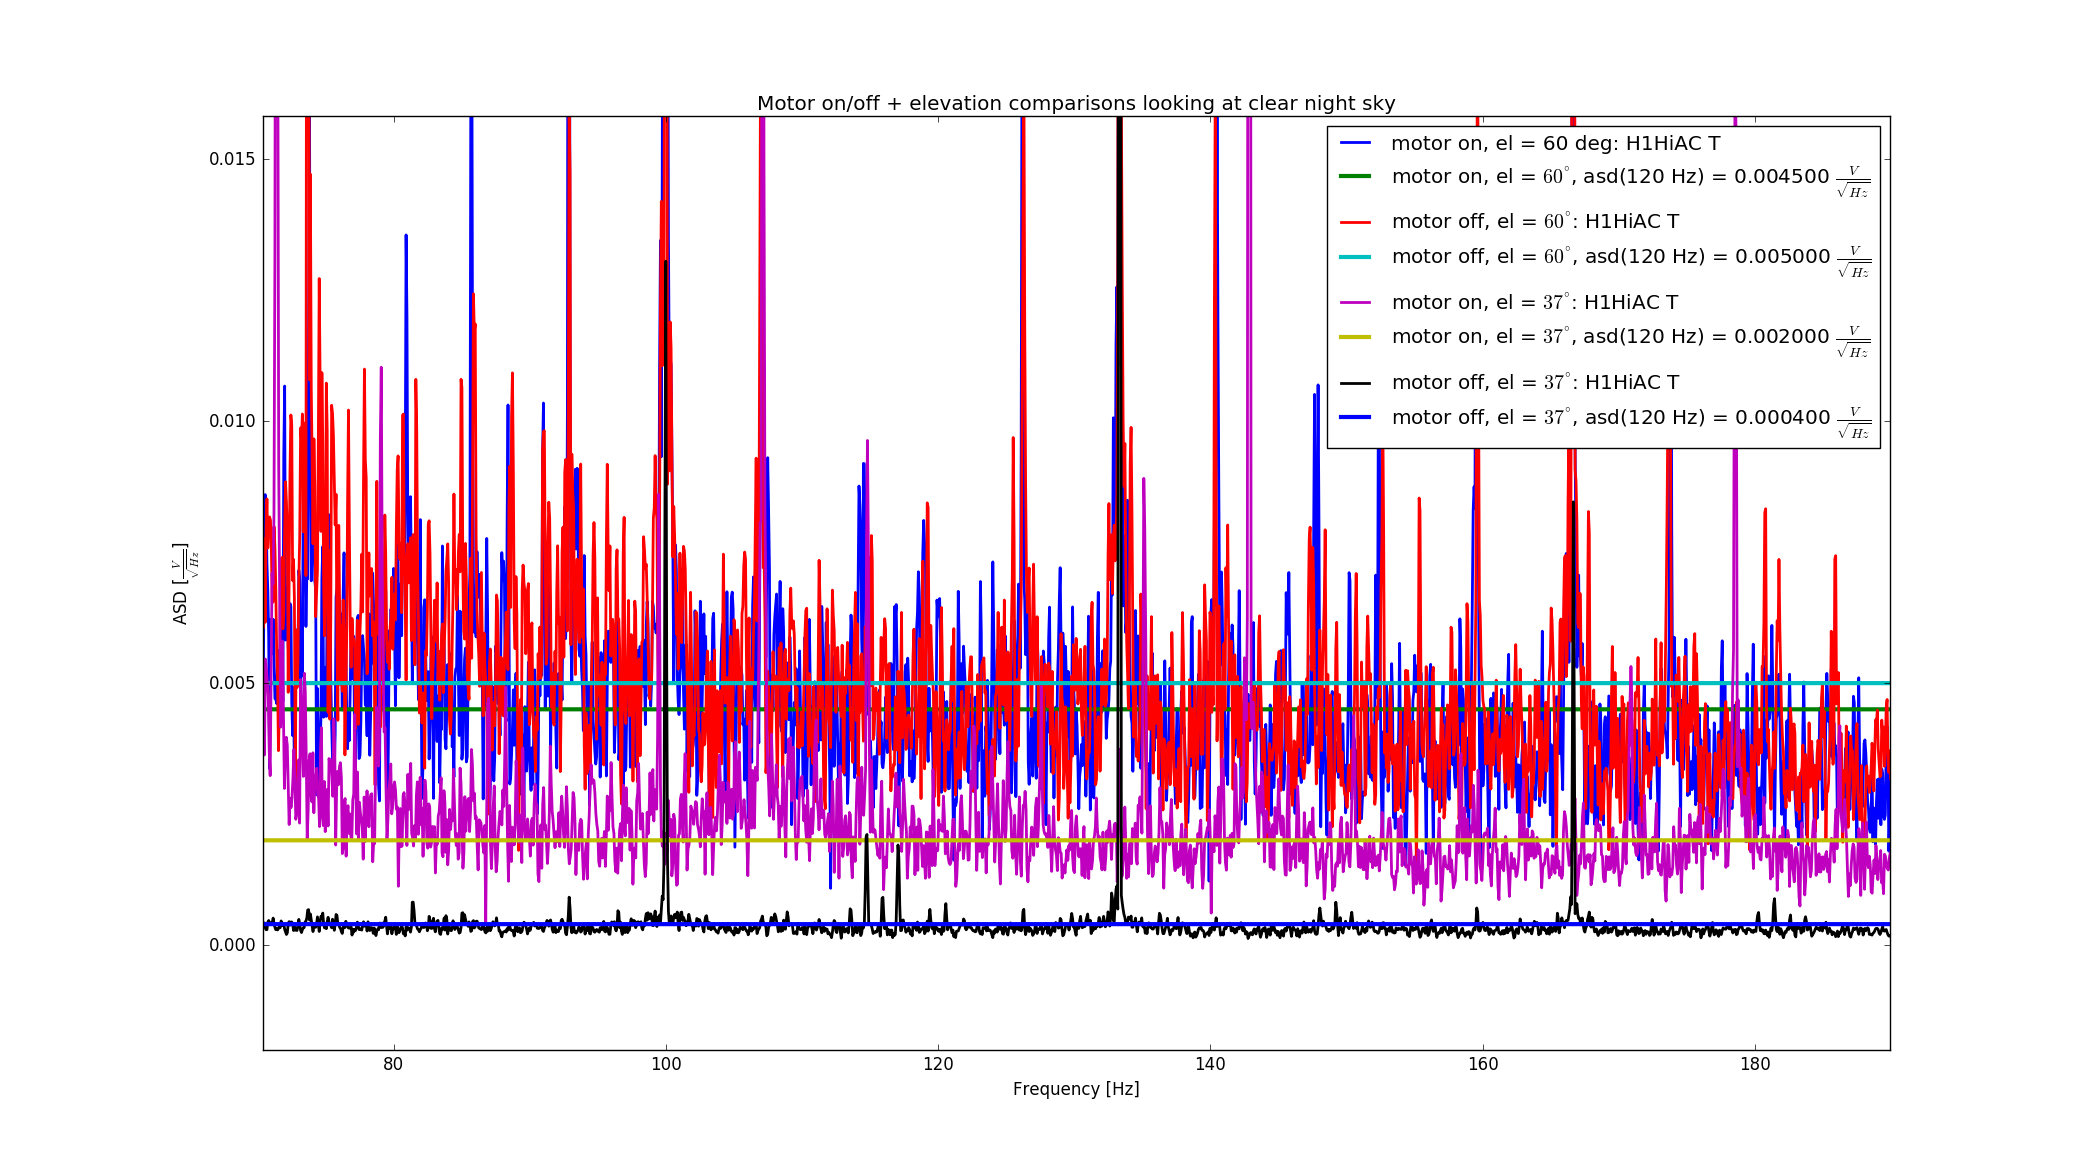 Motor on/off + elevation comparisons looking at clear night sky
motor on, el = 60 deg: H1HiAC T
motor on, el = 60°, asd(120 Hz) = 0.004500 V/√Hz
motor off, el = 60°: H1HiAC T
motor off, el = 60°, asd(120 Hz) = 0.005000 V/√Hz
motor on, el = 37°: H1HiAC T
motor on, el = 37°, asd(120 Hz) = 0.002000 V/√Hz
motor off, el = 37°: H1HiAC T
motor off, el = 37°, asd(120 Hz) = 0.000400 V/√Hz
0.015
0.010
0.005
0.000
ASD [V/√Hz]
80 100 120 140 160 180
Frequency [Hz]